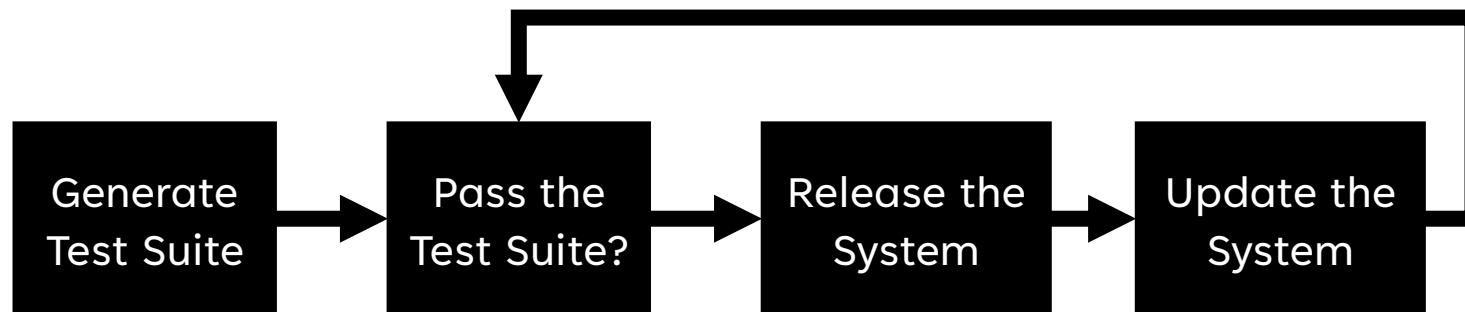 Generate
Test Suite
Pass the
Test Suite?
Release the
System
Update the
System